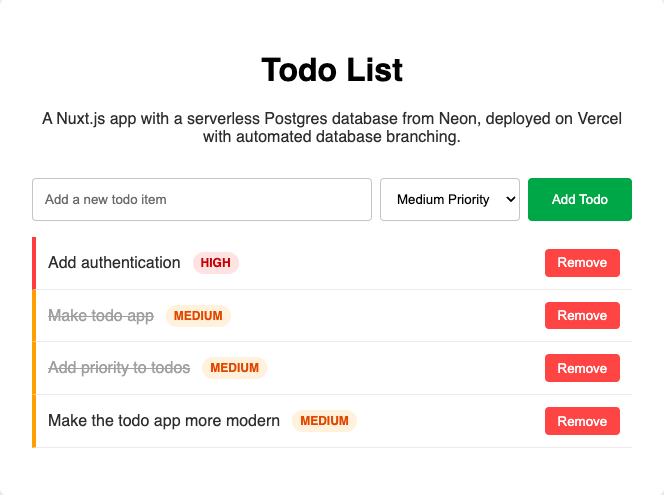 Todo List
A Nuxt.js app with a serverless Postgres database from Neon, deployed on Vercel
with automated database branching.
Add a new todo item Medium Priority Add Todo
Add authentication HIGH Remove
Make todo app MEDIUM Remove
Add priority to todos MEDIUM Remove
Make the todo app more modern MEDIUM Remove